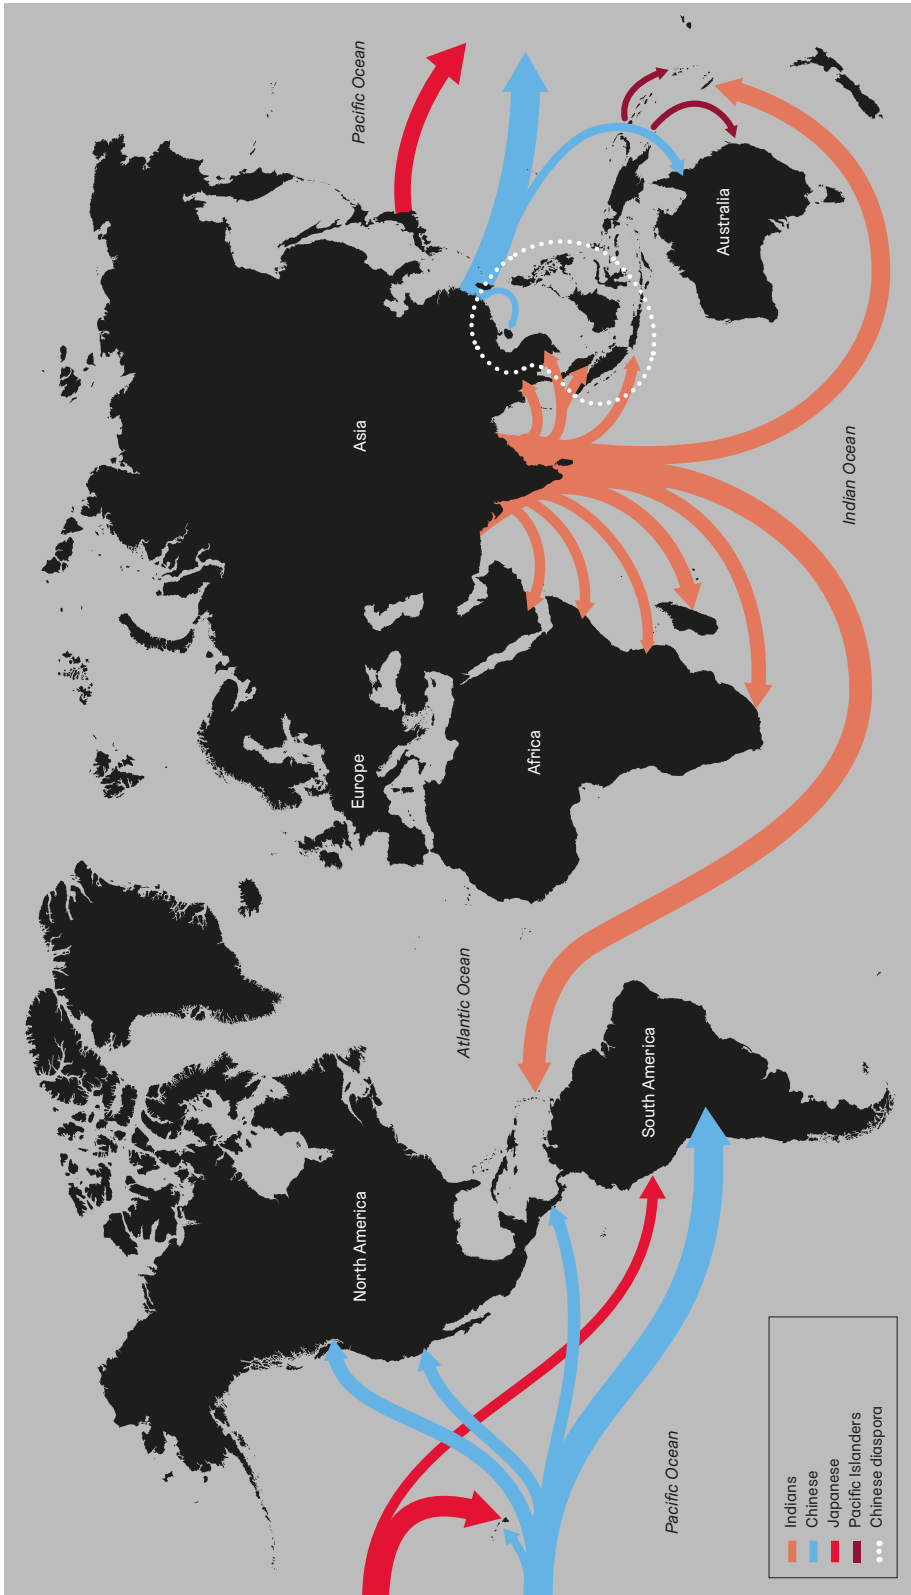 Pacific Ocean
Asia
Europe
Africa
Australia
Indian Ocean
Atlantic Ocean
North America
South America
Pacific Ocean
Indians
Chinese
Japanese
Pacific Islanders
Chinese diaspora